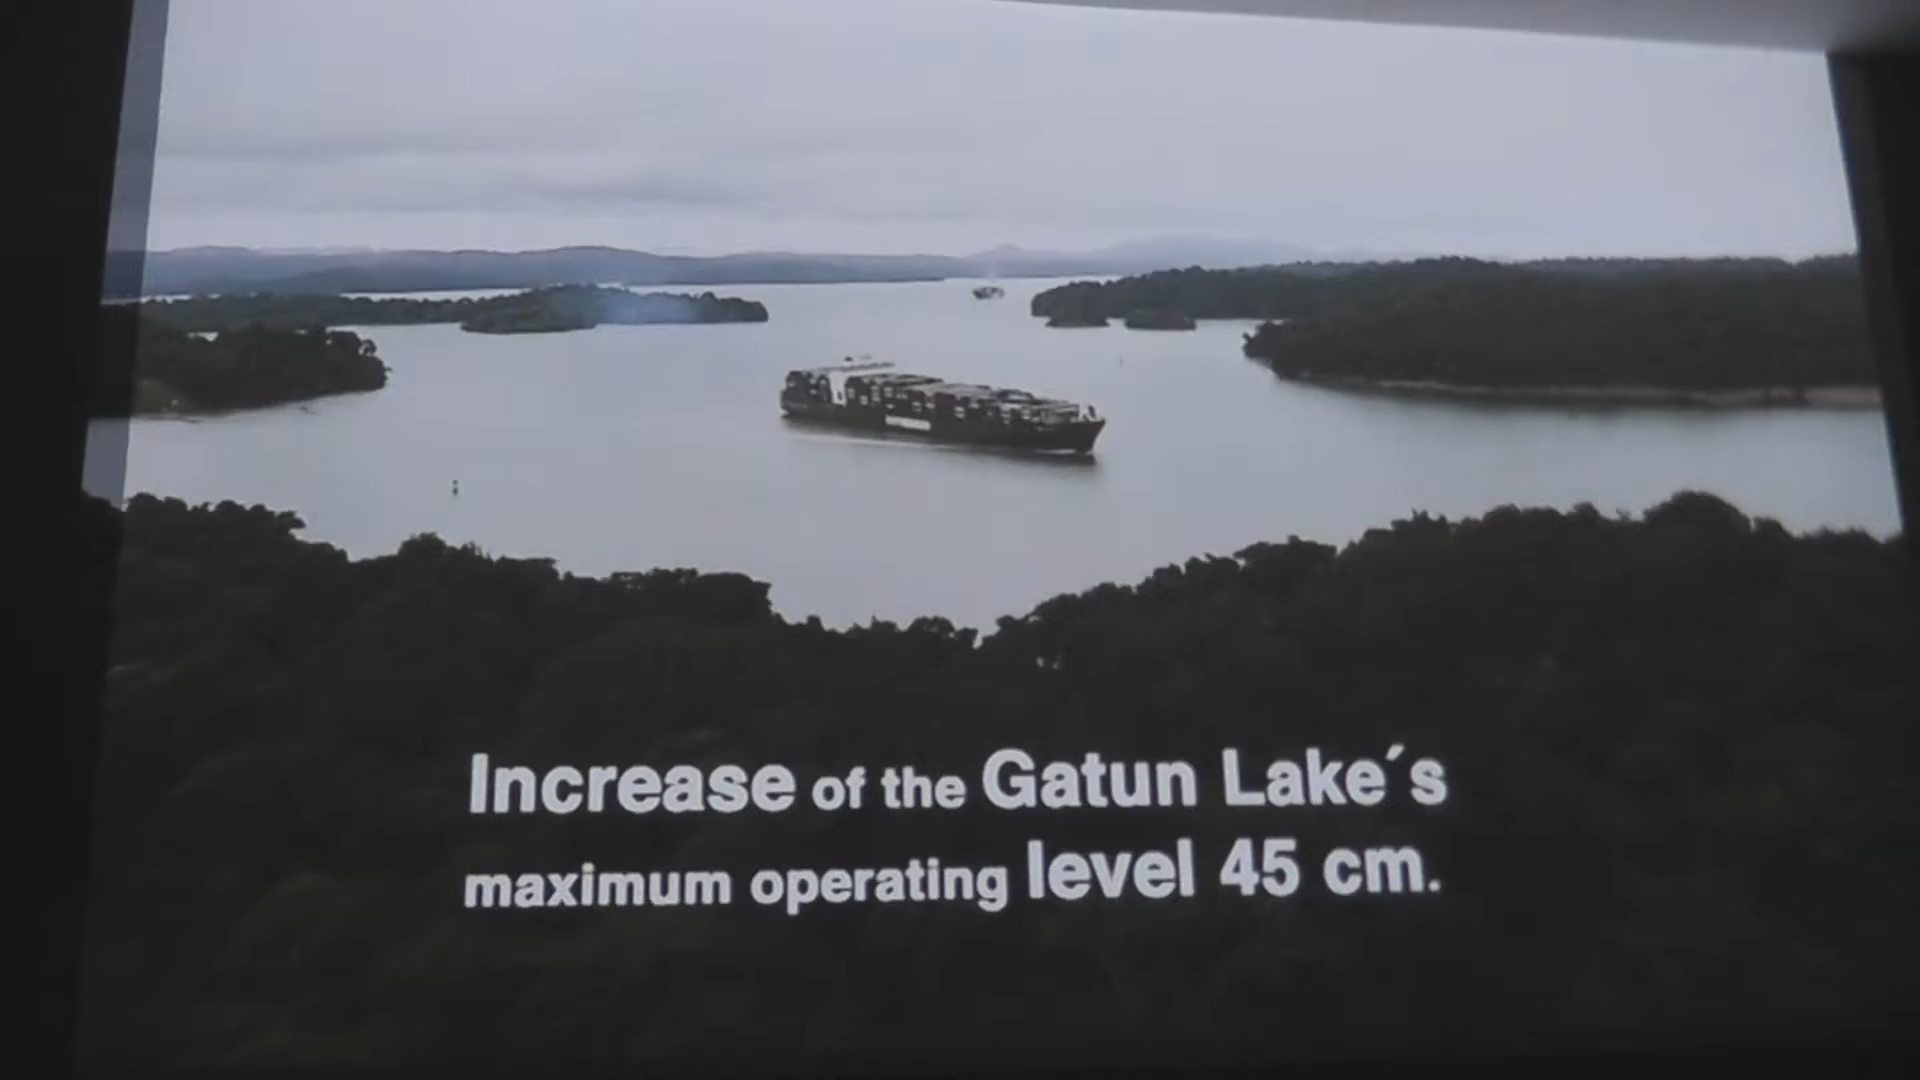 Increase of the Gatun Lake´s
maximum operating level 45 cm.